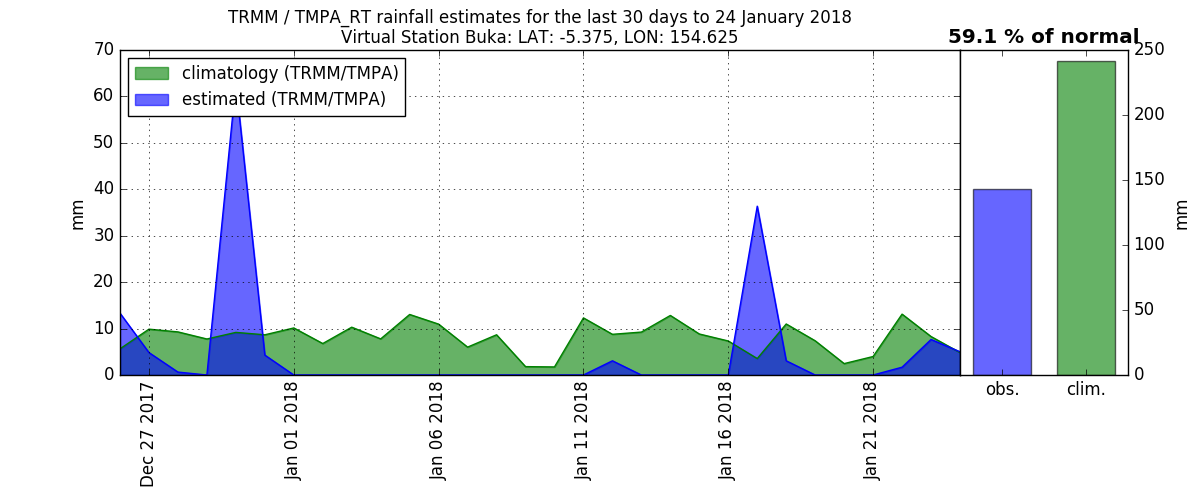 TRMM / TMPA_RT rainfall estimates for the last 30 days to 24 January 2018
Virtual Station Buka: LAT: -5.375, LON: 154.625
59.1 % of normal
climatology (TRMM/TMPA)
estimated (TRMM/TMPA)
70
60
50
40
30
20
10
0
mm
Dec 27 2017
Jan 01 2018
Jan 06 2018
Jan 11 2018
Jan 16 2018
Jan 21 2018
obs.
clim.
250
200
150
100
50
0
mm